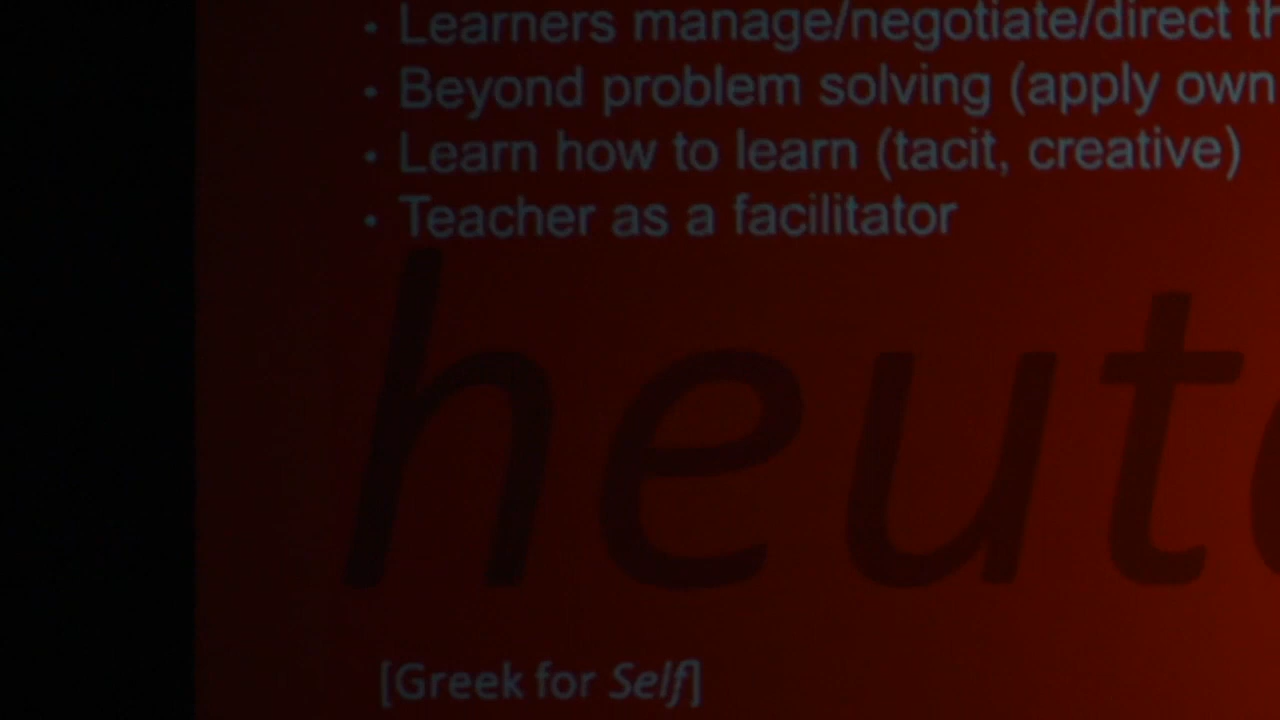 • Learners manage/negotiate/direct
• Beyond problem solving (apply own
• Learn how to learn (tacit, creative)
• Teacher as a facilitator
heut
[Greek for Self]